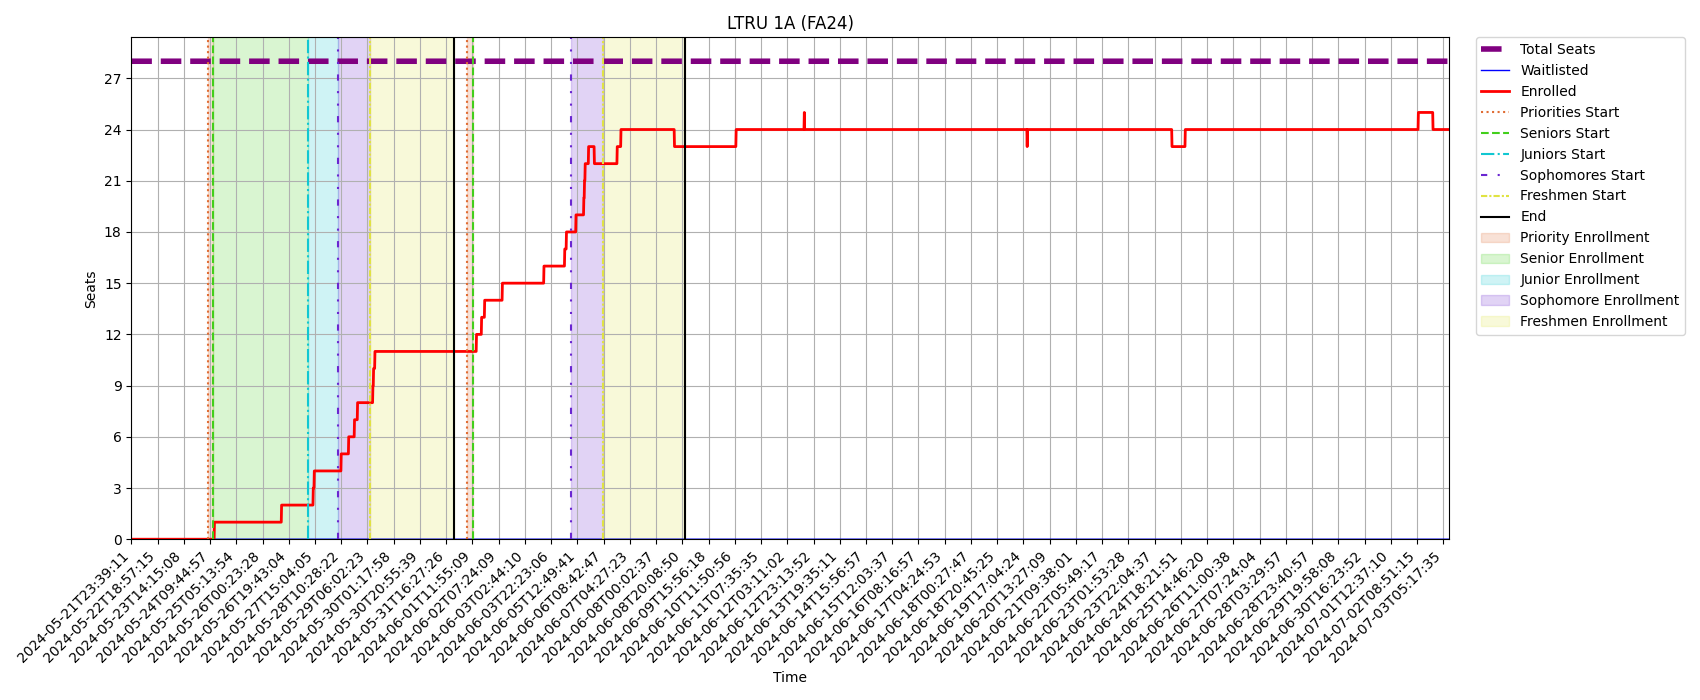 LTRU 1A (FA24)
Total Seats
Waitlisted
Enrolled
Priorities Start
Seniors Start
Juniors Start
Sophomores Start
Freshmen Start
End
Priority Enrollment
Senior Enrollment
Junior Enrollment
Sophomore Enrollment
Freshmen Enrollment
Seats
27
24
21
18
15
12
9
6
3
0
2024-05-21T23:39:11
2024-05-22T18:57:15
2024-05-23T14:15:08
2024-05-24T09:44:57
2024-05-25T05:13:54
2024-05-26T00:23:28
2024-05-26T19:43:04
2024-05-27T15:04:05
2024-05-28T10:28:22
2024-05-29T06:02:23
2024-05-30T01:17:58
2024-05-30T20:55:39
2024-05-31T16:27:26
2024-06-01T11:55:09
2024-06-02T07:24:09
2024-06-03T02:44:10
2024-06-03T22:23:06
2024-06-05T12:49:41
2024-06-06T08:42:47
2024-06-07T04:27:23
2024-06-08T00:02:37
2024-06-08T20:08:50
2024-06-09T15:56:18
2024-06-10T11:50:56
2024-06-11T07:35:35
2024-06-12T03:11:02
2024-06-12T23:13:52
2024-06-13T19:35:11
2024-06-14T15:56:57
2024-06-15T12:03:37
2024-06-16T08:16:57
2024-06-17T04:24:53
2024-06-18T00:27:47
2024-06-18T20:45:25
2024-06-19T17:04:24
2024-06-20T13:27:09
2024-06-21T09:38:01
2024-06-22T05:49:17
2024-06-23T01:53:28
2024-06-23T22:04:37
2024-06-24T18:21:51
2024-06-25T14:46:20
2024-06-26T11:00:38
2024-06-27T07:24:04
2024-06-28T03:29:57
2024-06-28T23:40:57
2024-06-29T19:58:08
2024-06-30T16:23:52
2024-07-01T12:37:10
2024-07-02T08:51:15
2024-07-03T05:17:35
Time